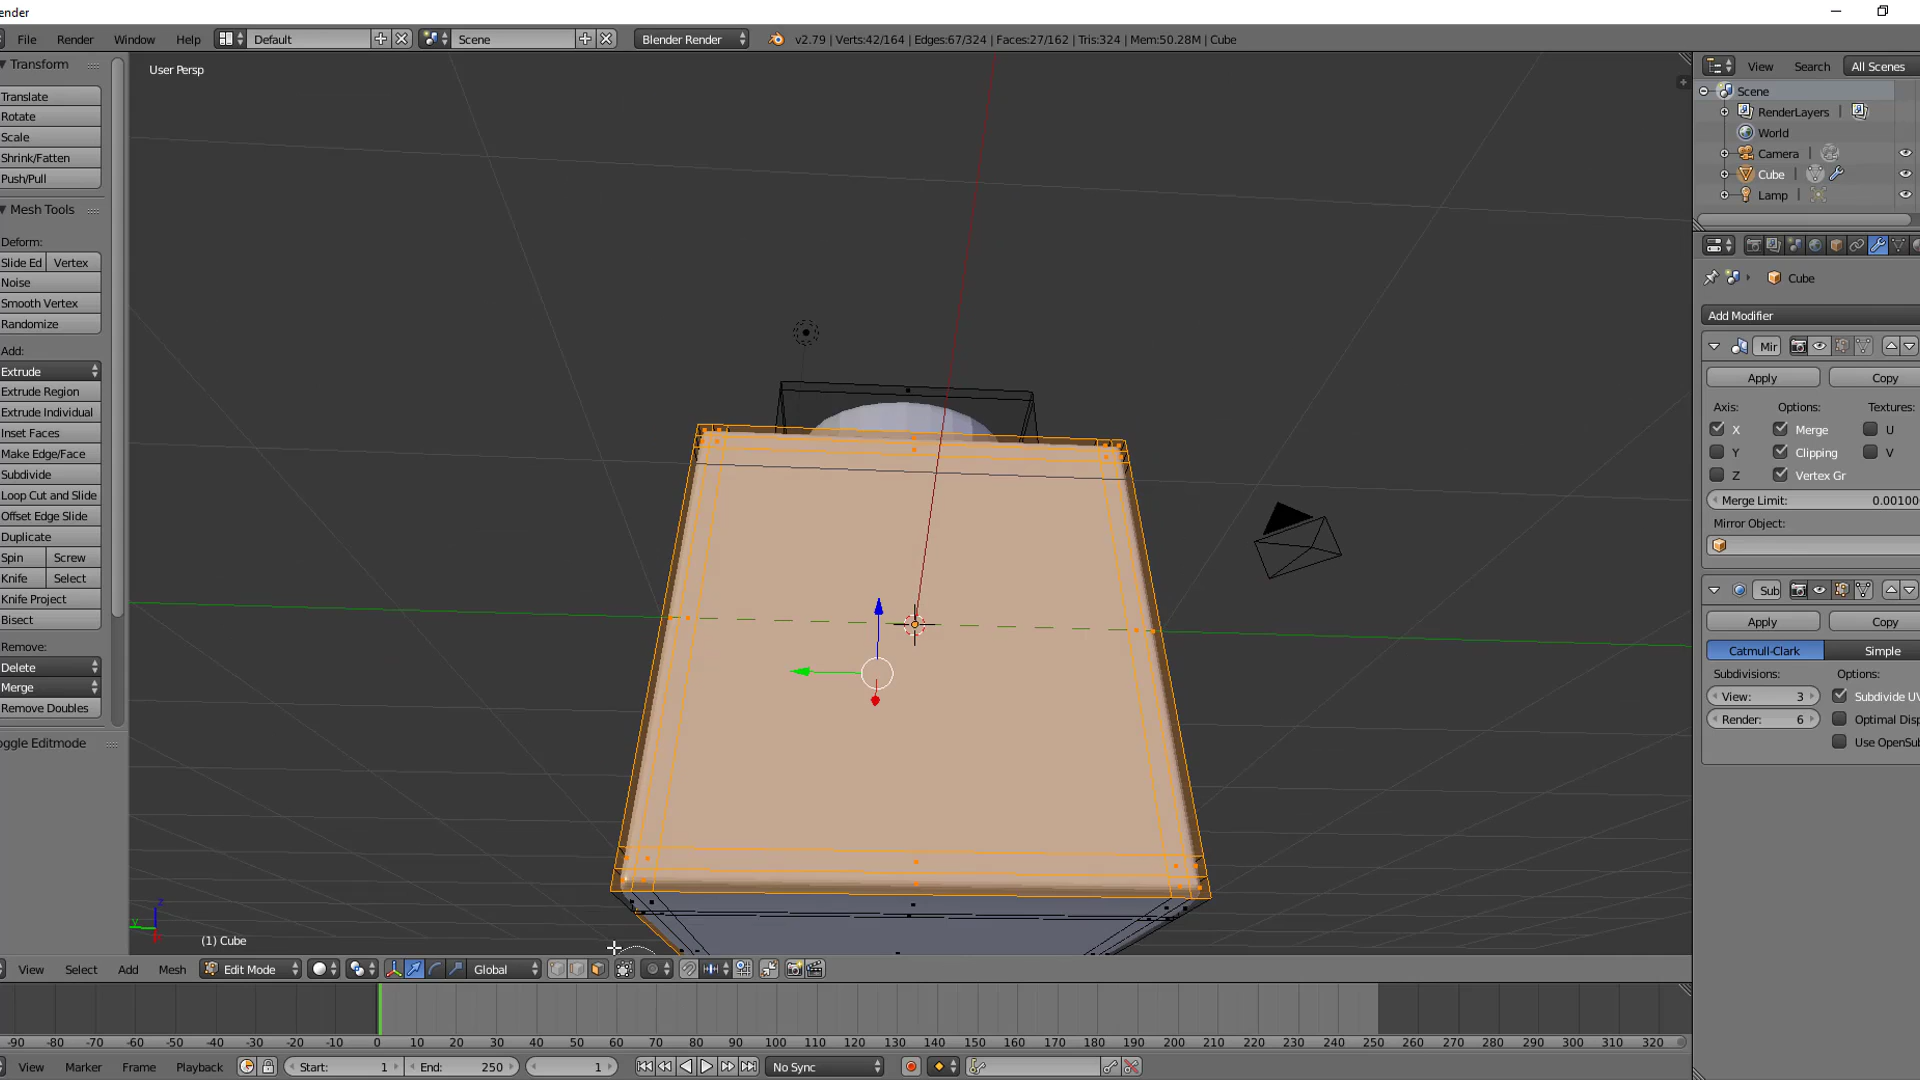 ender
File Render Window Help Default Scene Blender Render v2.79 | Verts:42/164 | Edges:67/324 | Faces:27/162 | Tris:324 | Mem:50.28M | Cube
Transform
Translate
Rotate
Scale
Shrink/Fatten
Push/Pull
Mesh Tools
Deform:
Slide Ed Vertex
Noise
Smooth Vertex
Randomize
Add:
Extrude
Extrude Region
Extrude Individual
Inset Faces
Make Edge/Face
Subdivide
Loop Cut and Slide
Offset Edge Slide
Duplicate
Spin Screw
Knife Select
Knife Project
Bisect
Remove:
Delete
Merge
Remove Doubles
oggle Editmode
User Persp
z
y
(1) Cube
View Search All Scenes
Scene
RenderLayers
World
Camera
Cube
Lamp
Cube
Add Modifier
Mir
Apply Copy
Axis: Options: Textures:
X Merge U
Y Clipping V
Z Vertex Gr
Merge Limit: 0.00100
Mirror Object:
Sub
Apply Copy
Catmull-Clark Simple
Subdivisions: Options:
View: 3 Subdivide UV
Render: 6 Optimal Disp
Use OpenSub
View Select Add Mesh Edit Mode Global
-90 -80 -70 -60 -50 -40 -30 -20 -10 0 10 20 30 40 50 60 70 80 90 100 110 120 130 140 150 160 170 180 190 200 210 220 230 240 250 260 270 280 290 300 310 320
View Marker Frame Playback Start: 1 End: 250 1 No Sync